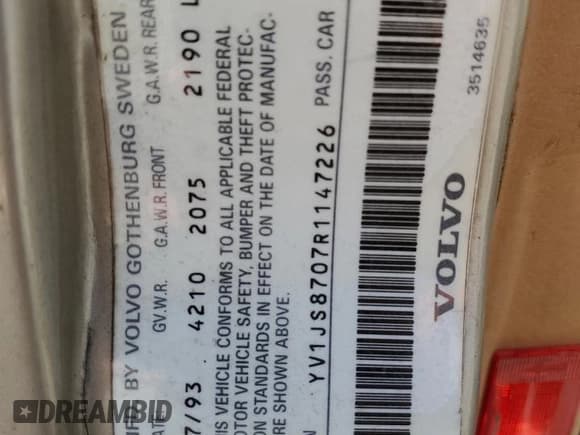 BY VOLVO GOTHENBURG SWEDEN
GV.W.R. G.A.W.R. FRONT G.A.W.R. REAR
7/93 4210 2075 2190 L
IS VEHICLE CONFORMS TO ALL APPLICABLE FEDERAL
OTOR VEHICLE SAFETY, BUMPER AND THEFT PROTEC-
ON STANDARDS IN EFFECT ON THE DATE OF MANUFAC-
RE SHOWN ABOVE.
YV1JS8707R1147226 PASS. CAR
VOLVO
3514635
DREAMBID